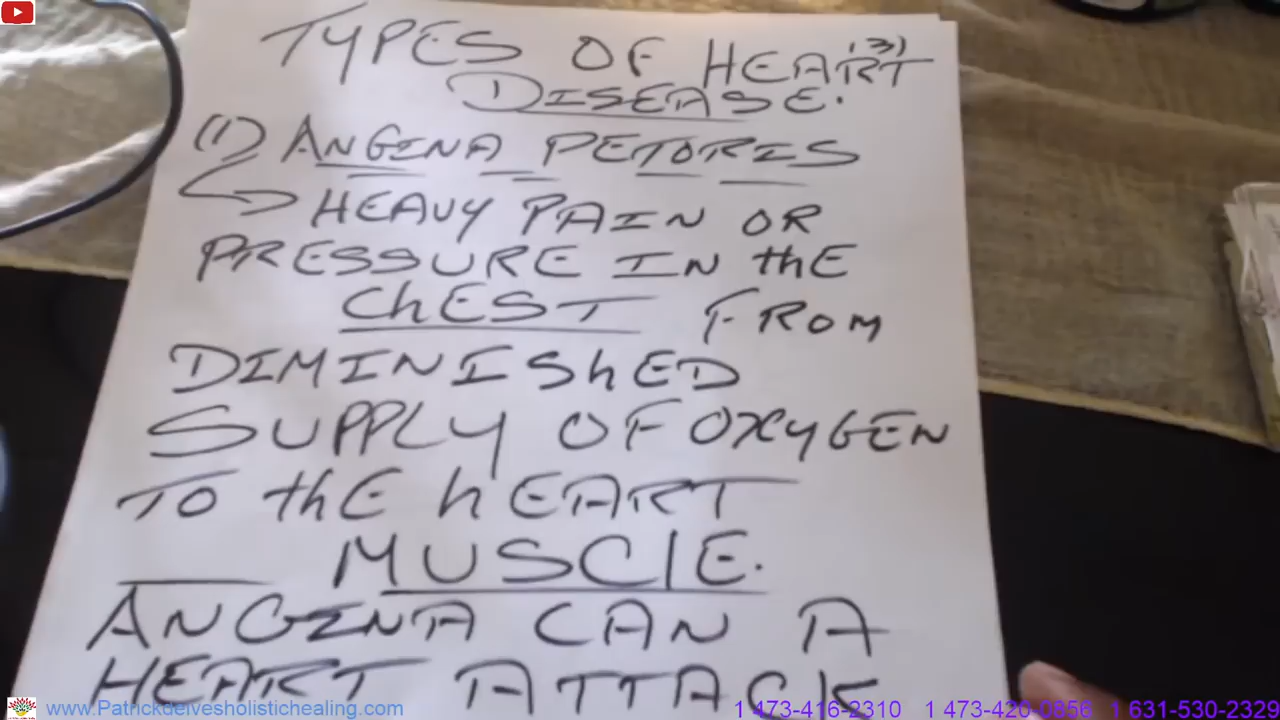 TYPES OF HEART (3)
DISEASE.
(1) ANGINA PETORIS
HEAVY PAIN OR
PRESSURE IN thE
ChEST FROM
DIMINIShED
SUPPLY OF OXYGEN
TO thE hEART
MUSClE.
ANGINA CAN A
HEART ATTACK
www.Patrickdelvesholistichealing.com
1 473-416-2310 1 473-420-0856 1 631-530-2329